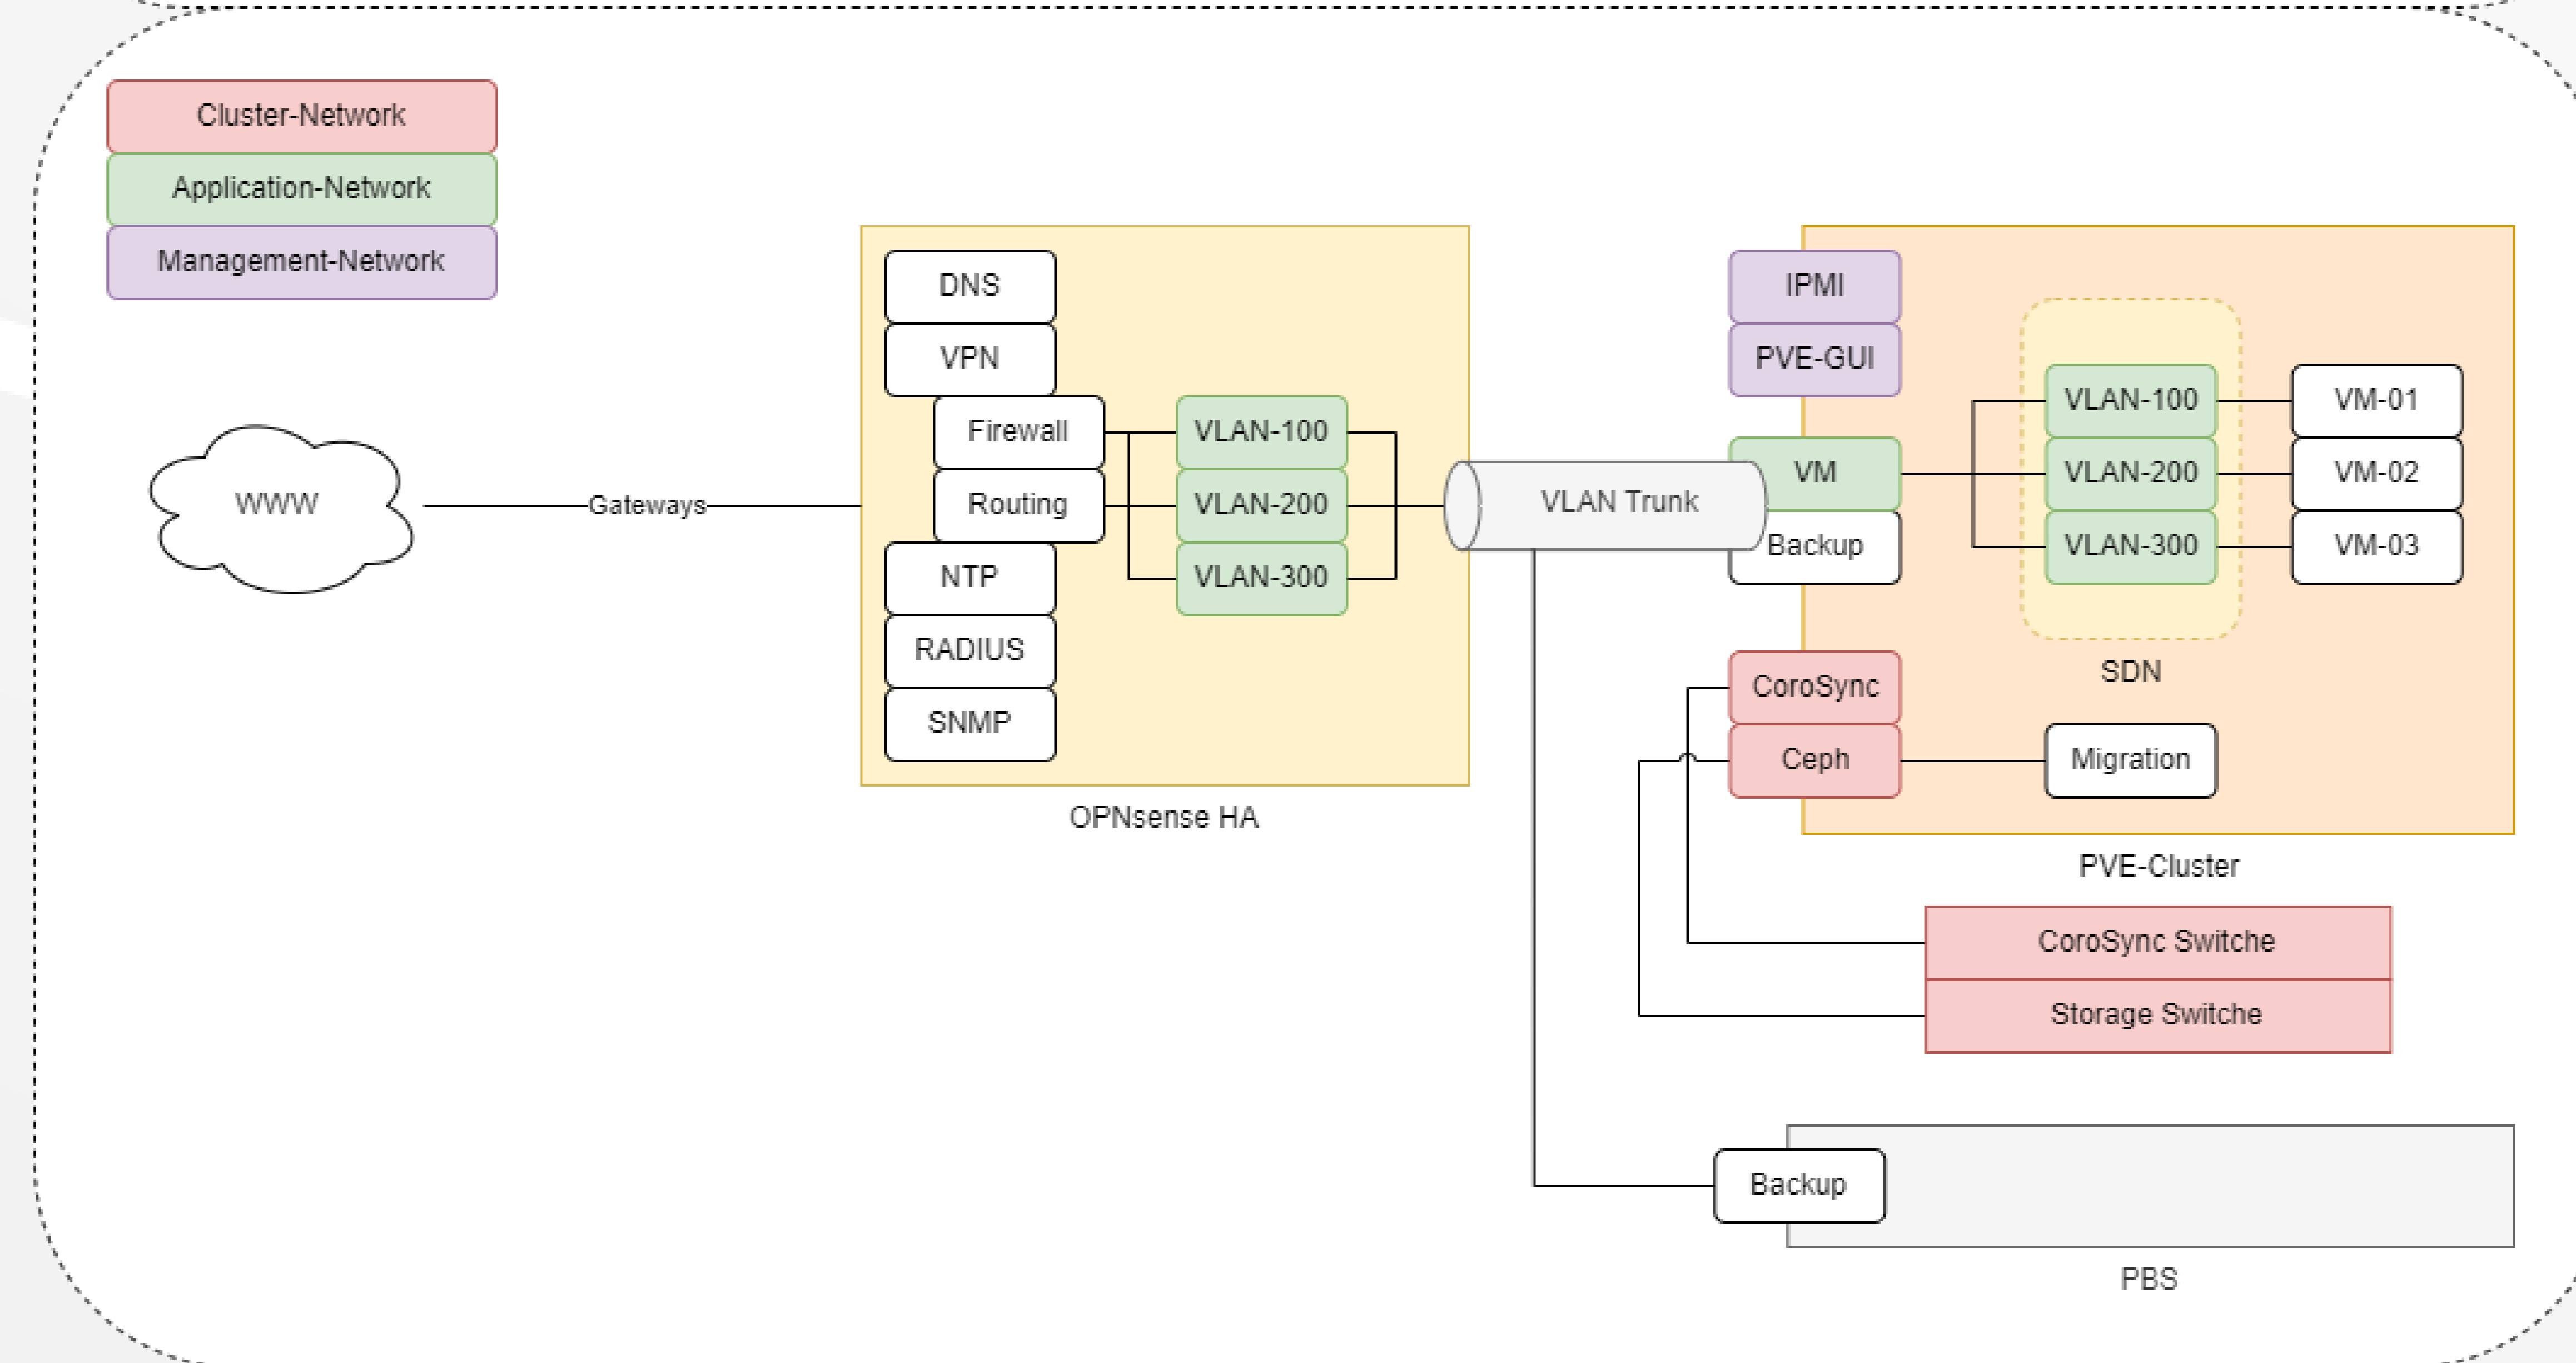 Cluster-Network
Application-Network
Management-Network
WWW
Gateways
DNS
VPN
Firewall
Routing
NTP
RADIUS
SNMP
VLAN-100
VLAN-200
VLAN-300
OPNsense HA
VLAN Trunk
IPMI
PVE-GUI
VM
Backup
CoroSync
Ceph
VLAN-100
VLAN-200
VLAN-300
SDN
VM-01
VM-02
VM-03
Migration
PVE-Cluster
CoroSync Switche
Storage Switche
Backup
PBS